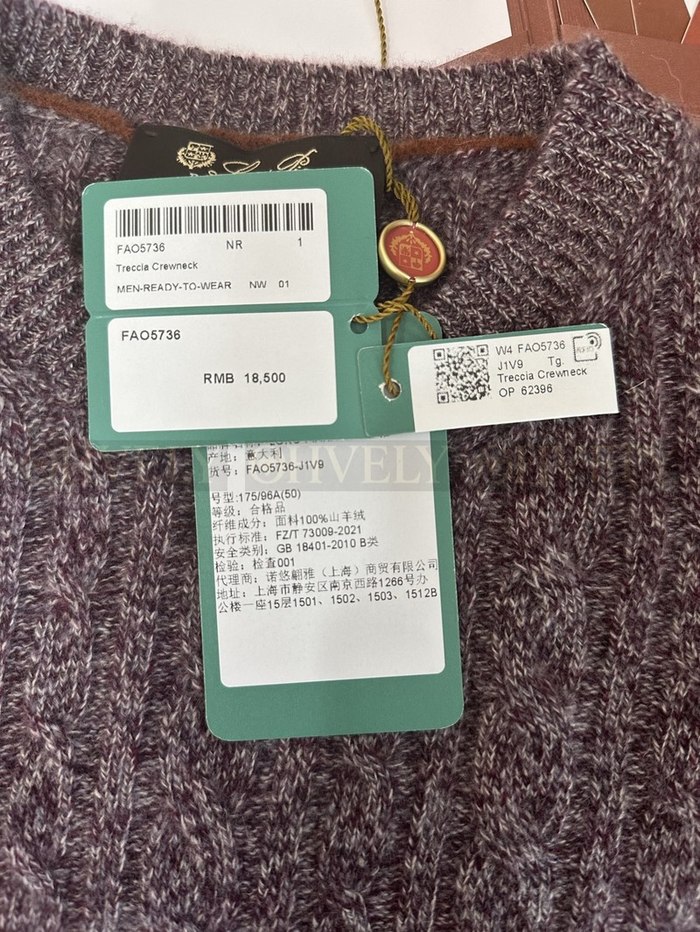 FAO5736 NR 1
Treccia Crewneck
MEN-READY-TO-WEAR NW 01
FAO5736
RMB 18,500
W4 FAO5736
J1V9 Tg.
Treccia Crewneck
OP 62396
产地: 意大利
货号: FAO5736-J1V9
号型:175/96A(50)
等级: 合格品
纤维成分: 面料100%山羊绒
执行标准: FZ/T 73009-2021
安全类别: GB 18401-2010 B类
检验: 检查001
代理商: 诺悠翩雅（上海）商贸有限公司
地址: 上海市静安区南京西路1266号办
公楼一座15层1501、1502、1503、1512B